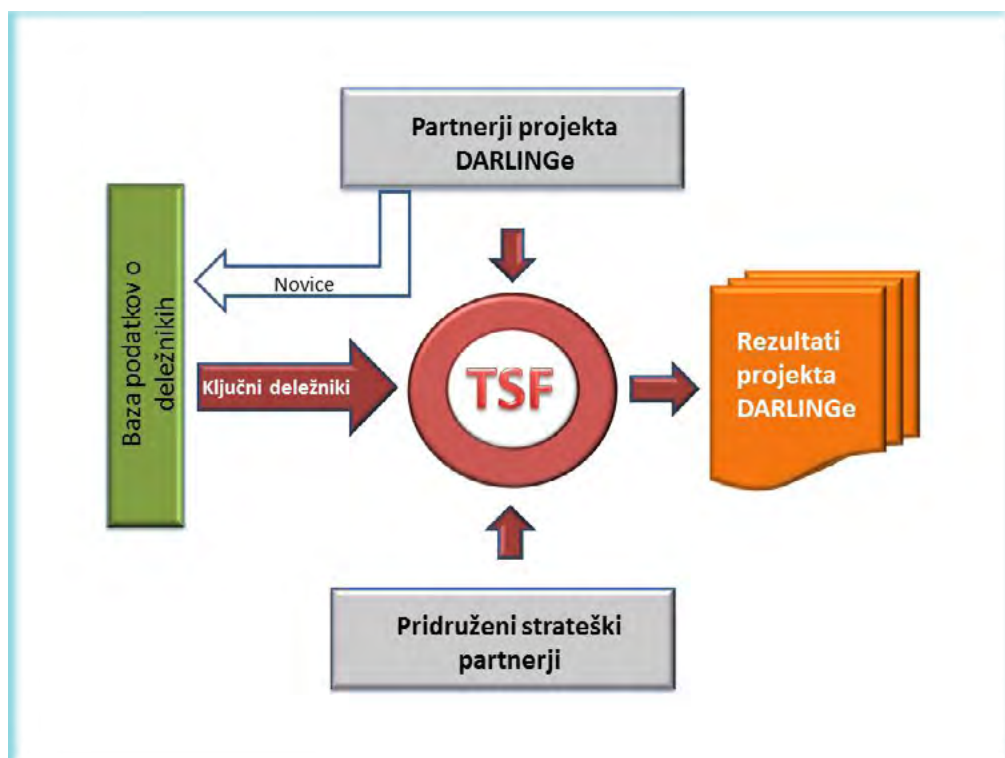 Partnerji projekta
DARLINGe
Baza podatkov o
deležnikih
Novice
Ključni deležniki
TSF
Rezultati
projekta
DARLINGe
Pridruženi strateški
partnerji